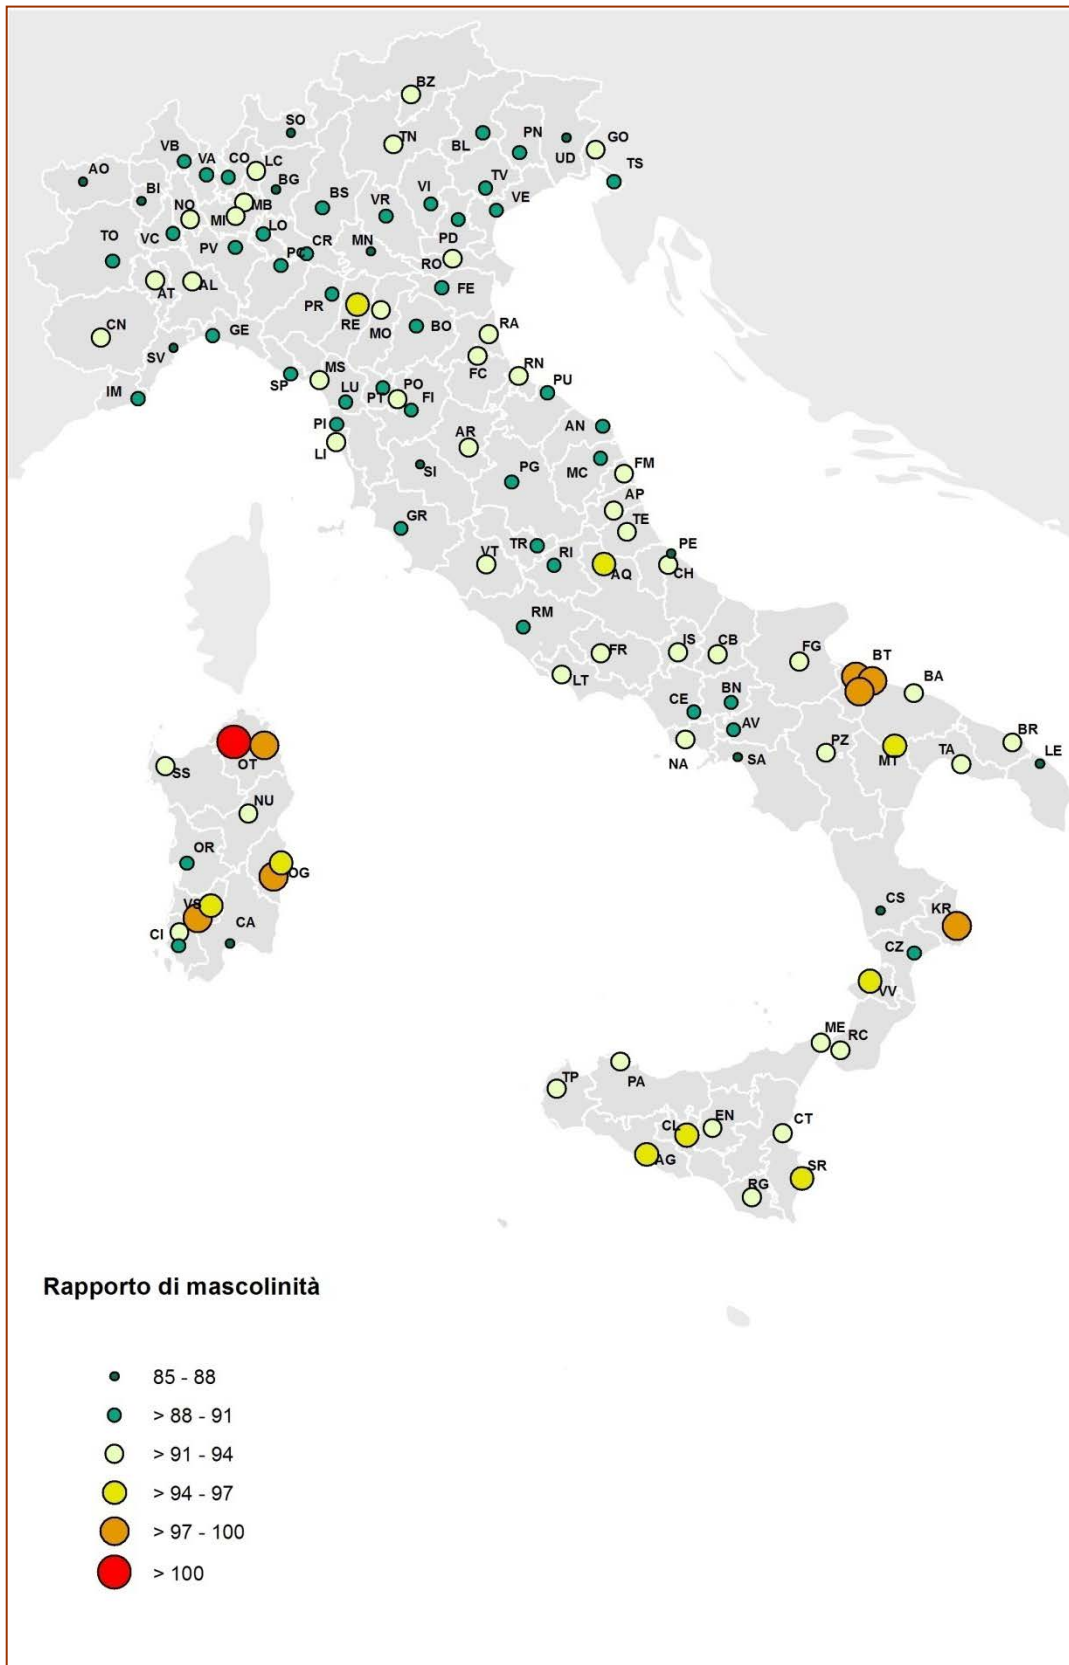 BZ
SO
TN
BL
PN
UD
GO
TS
VB
VA
CO
LC
AO
BI
BG
BS
VI
TV
VR
VE
NO
MB
MI
LO
TO
VC
PV
CR
MN
PD
PC
RO
AT
AL
PR
FE
RE
MO
BO
RA
CN
GE
SV
FC
RN
MS
SP
LU
PT
PO
FI
PU
IM
PI
AN
LI
AR
SI
PG
MC
FM
AP
GR
TE
TR
RI
VT
AQ
PE
CH
RM
FR
IS
CB
FG
BT
LT
BA
CE
BN
AV
NA
SA
PZ
MT
TA
BR
LE
OT
SS
NU
OR
OG
VS
CA
CI
CS
KR
CZ
VV
ME
RC
TP
PA
CL
EN
CT
AG
SR
RG
Rapporto di mascolinità
85 - 88
> 88 - 91
> 91 - 94
> 94 - 97
> 97 - 100
> 100